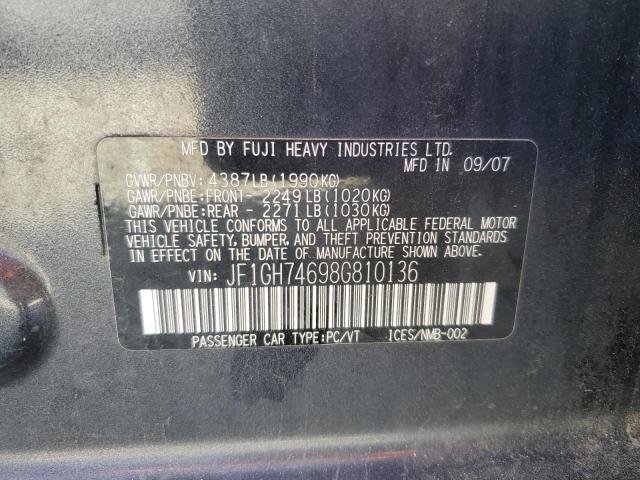 MFD BY FUJI HEAVY INDUSTRIES LTD.
MFD IN 09/07
GVWR/PNBV: 4387LB(1990KG)
GAWR/PNBE:FRONT- 2249LB(1020KG)
GAWR/PNBE:REAR - 2271LB(1030KG)
THIS VEHICLE CONFORMS TO ALL APPLICABLE FEDERAL MOTOR
VEHICLE SAFETY, BUMPER, AND THEFT PREVENTION STANDARDS
IN EFFECT ON THE DATE OF MANUFACTURE SHOWN ABOVE.
VIN: JF1GH74698G810136
PASSENGER CAR TYPE:PC/VT ICES/NMB-002